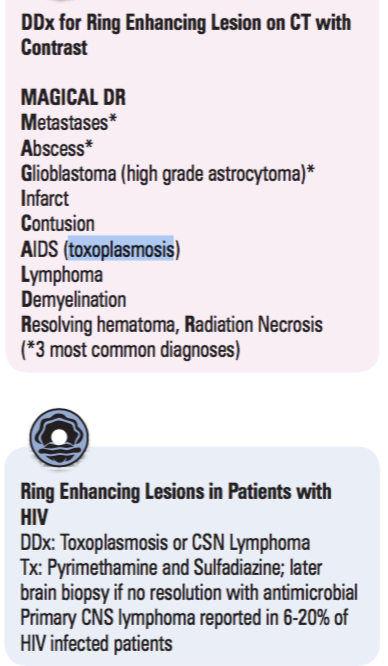 DDx for Ring Enhancing Lesion on CT with
Contrast
MAGICAL DR
Metastases*
Abscess*
Glioblastoma (high grade astrocytoma)*
Infarct
Contusion
AIDS (toxoplasmosis)
Lymphoma
Demyelination
Resolving hematoma, Radiation Necrosis
(*3 most common diagnoses)
Ring Enhancing Lesions in Patients with
HIV
DDx: Toxoplasmosis or CSN Lymphoma
Tx: Pyrimethamine and Sulfadiazine; later
brain biopsy if no resolution with antimicrobial
Primary CNS lymphoma reported in 6-20% of
HIV infected patients